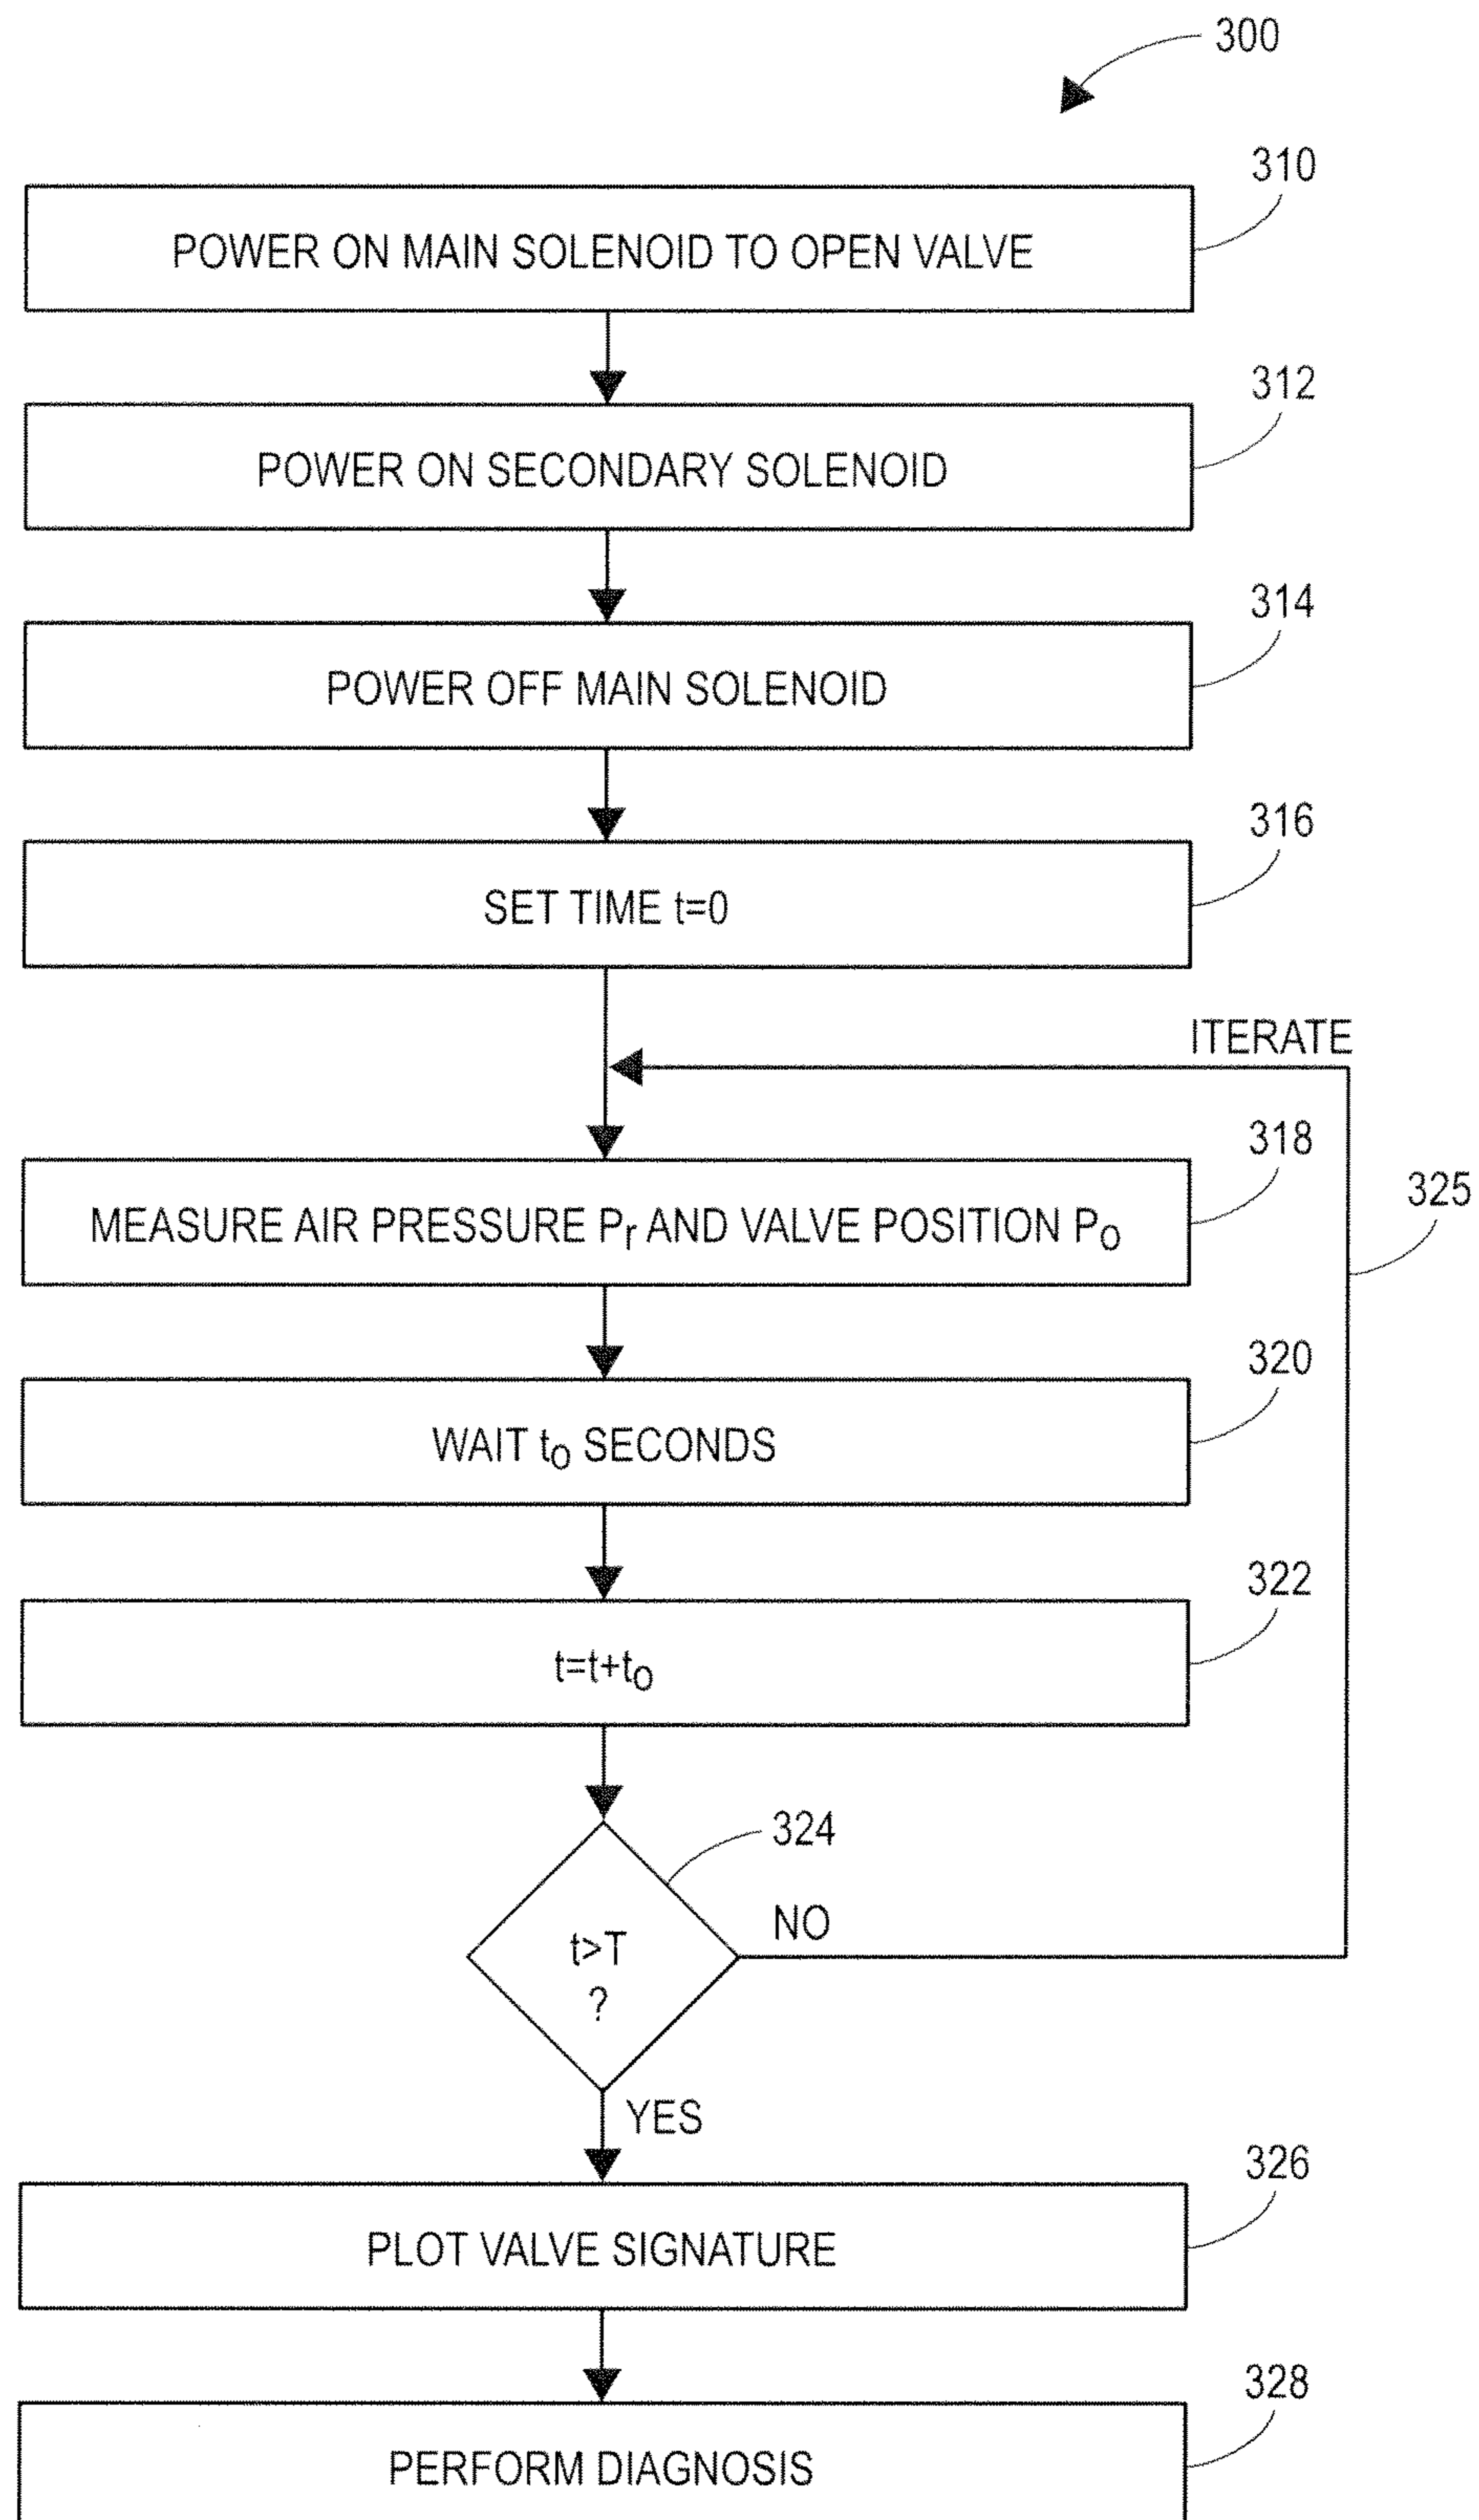 300
310
POWER ON MAIN SOLENOID TO OPEN VALVE
312
POWER ON SECONDARY SOLENOID
314
POWER OFF MAIN SOLENOID
316
SET TIME t=0
ITERATE
318
MEASURE AIR PRESSURE Pr AND VALVE POSITION Po
325
320
WAIT to SECONDS
322
t=t+to
324
t>T
?
NO
YES
326
PLOT VALVE SIGNATURE
328
PERFORM DIAGNOSIS